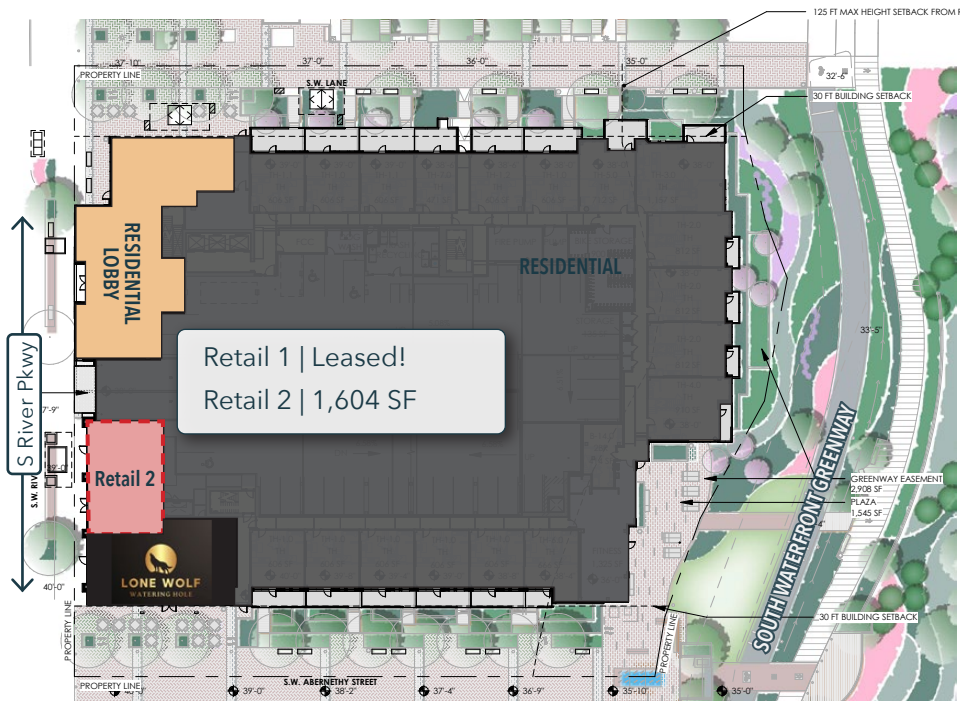 125 FT MAX HEIGHT SETBACK FROM
37'-10"
37'-0"
36'-0"
35'-0"
PROPERTY LINE
32'-6"
S.W. LANE
30 FT BUILDING SETBACK
RESIDENTIAL
LOBBY
RESIDENTIAL
33'-5"
Retail 1 | Leased!
Retail 2 | 1,604 SF
S River Pkwy
7'-9"
39'-0"
S.W. RIV
Retail 2
GREENWAY EASEMENT
2,908 SF
PLAZA
1,545 SF
SOUTH WATERFRONT GREENWAY
LONE WOLF
WATERING HOLE
40'-0"
PROPERTY LINE
PROPERTY LINE
30 FT BUILDING SETBACK
S.W. ABERNETHY STREET
PROPERTY LINE
39'-0"
38'-2"
37'-4"
36'-9"
35'-10"
35'-0"